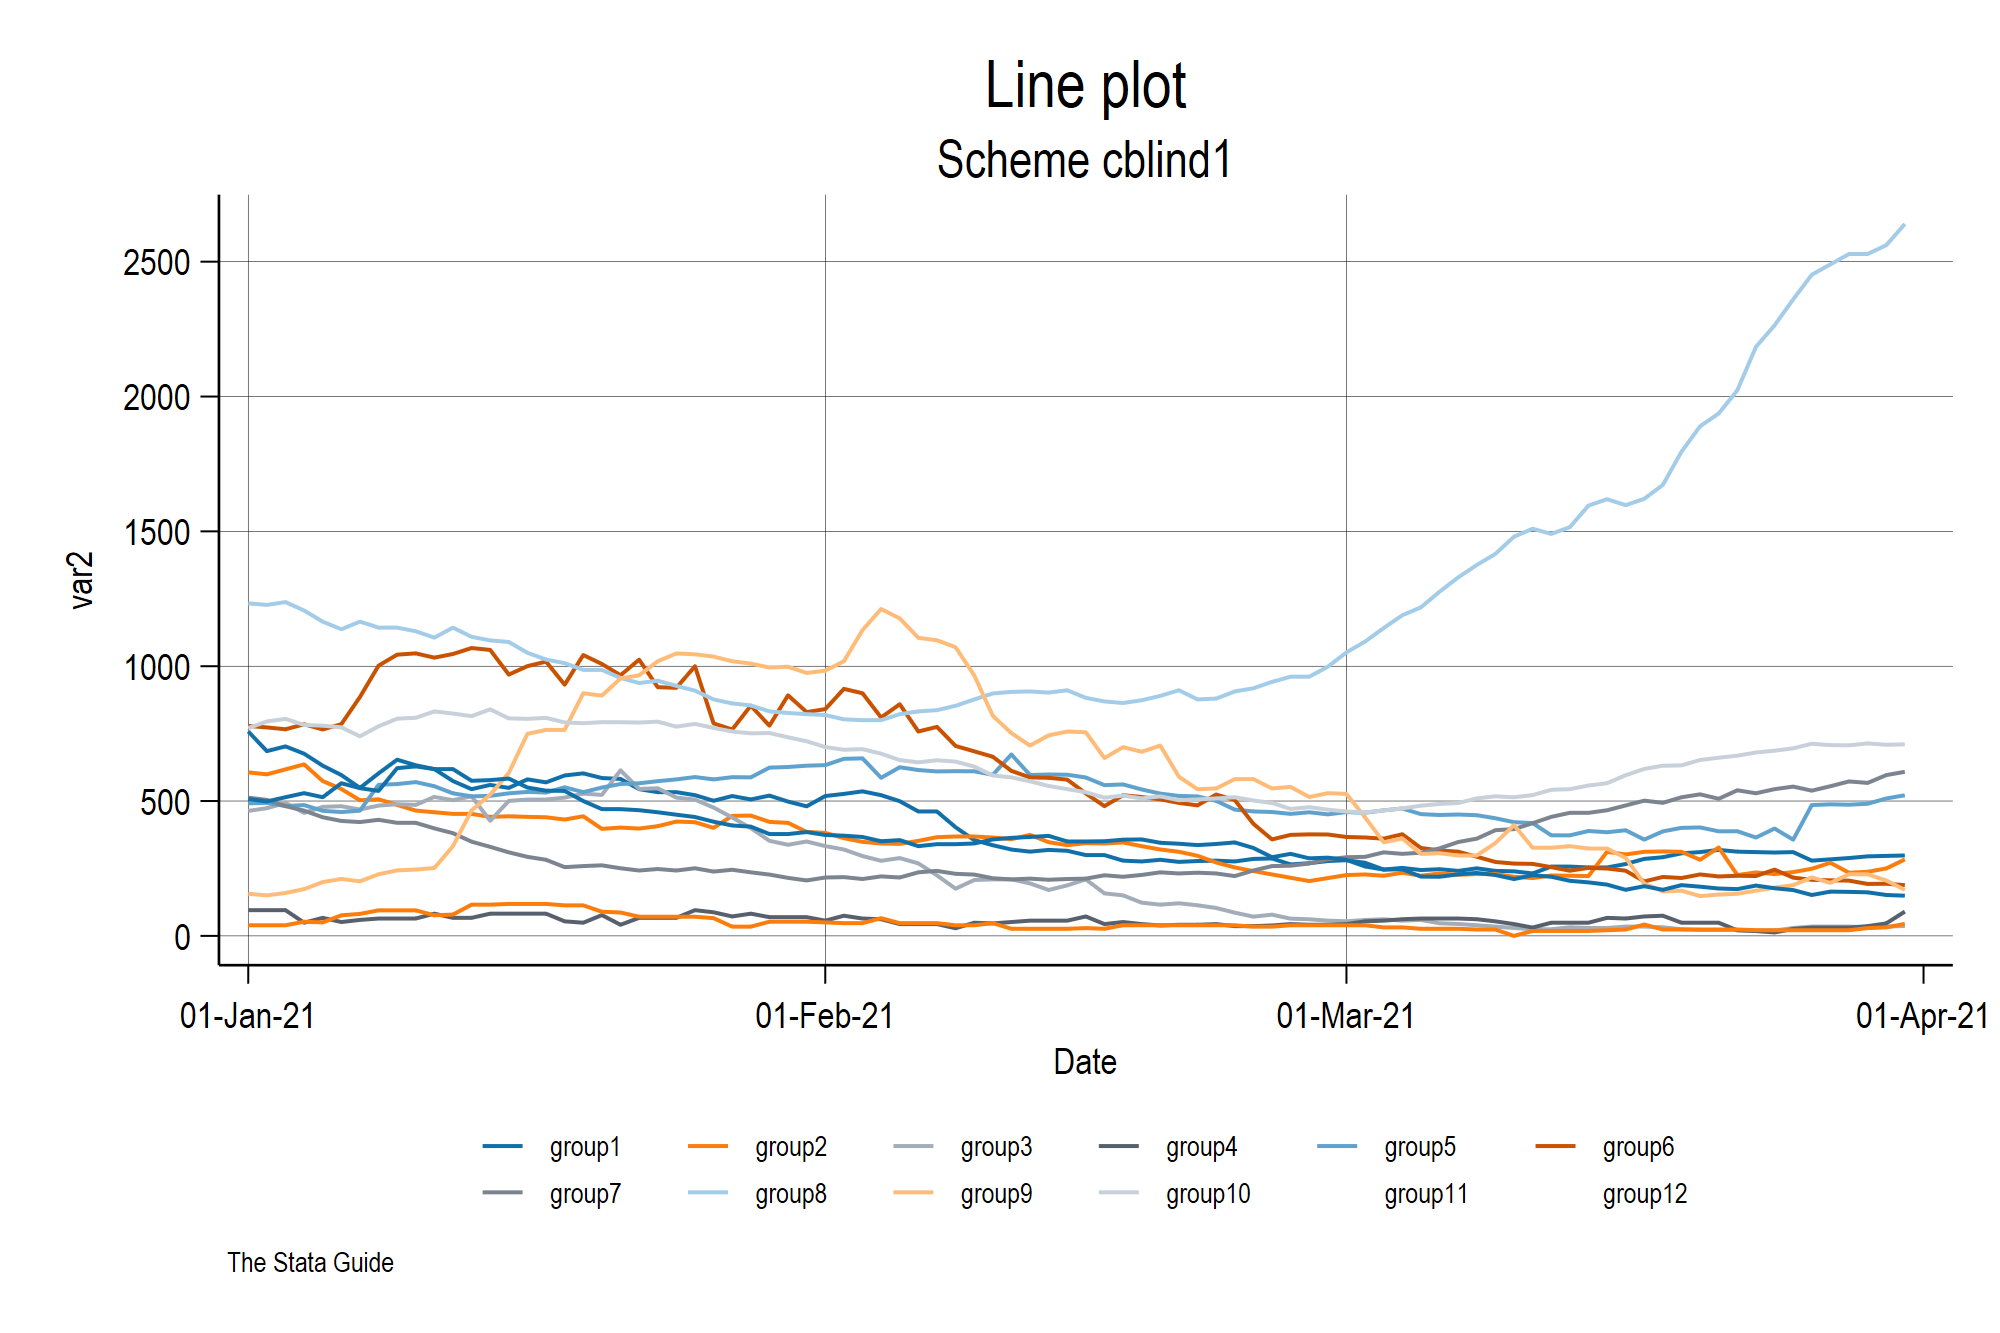 Line plot
Scheme cblind1
2500
2000
1500
1000
500
0
var2
01-Jan-21 01-Feb-21 01-Mar-21 01-Apr-21
Date
group1 group2 group3 group4 group5 group6
group7 group8 group9 group10 group11 group12
The Stata Guide